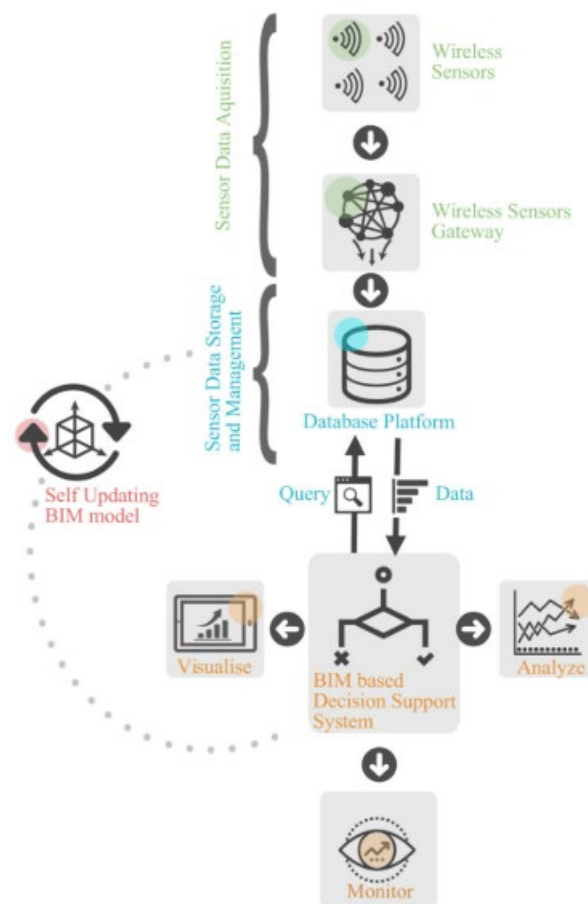 Wireless
Sensors
Sensor Data Aquisition
Wireless Sensors
Gateway
Sensor Data Storage
and Management
Database Platform
Self Updating
BIM model
Query
Data
Visualise
BIM based
Decision Support
System
Analyze
Monitor